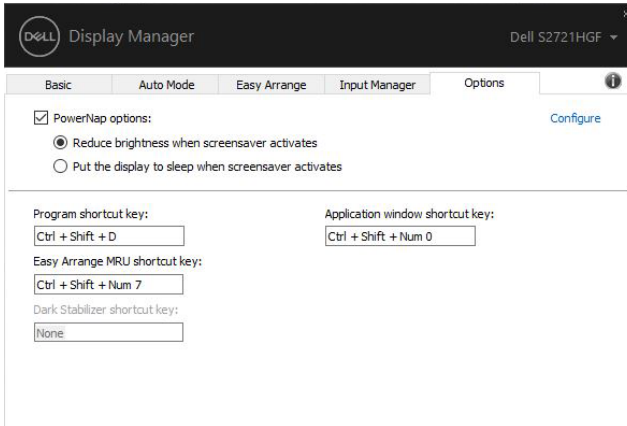 DELL Display Manager
Dell S2721HGF
Basic
Auto Mode
Easy Arrange
Input Manager
Options
PowerNap options:
Configure
Reduce brightness when screensaver activates
Put the display to sleep when screensaver activates
Program shortcut key:
Application window shortcut key:
Ctrl + Shift + D
Ctrl + Shift + Num 0
Easy Arrange MRU shortcut key:
Ctrl + Shift + Num 7
Dark Stabilizer shortcut key:
None